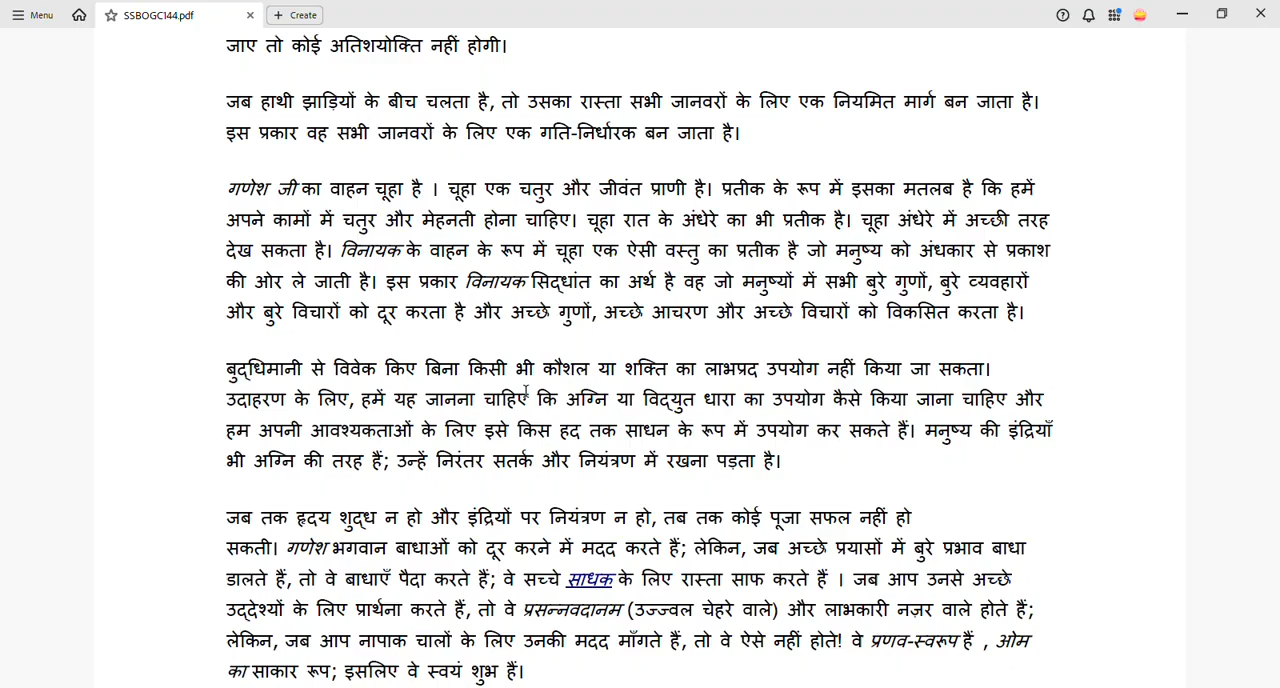 Menu
SSBOGC144.pdf
Create
जाए तो कोई अतिशयोक्ति नहीं होगी।
जब हाथी झाड़ियों के बीच चलता है, तो उसका रास्ता सभी जानवरों के लिए एक नियमित मार्ग बन जाता है।
इस प्रकार वह सभी जानवरों के लिए एक गति-निर्धारक बन जाता है।
गणेश जी का वाहन चूहा है । चूहा एक चतुर और जीवंत प्राणी है। प्रतीक के रूप में इसका मतलब है कि हमें
अपने कामों में चतुर और मेहनती होना चाहिए। चूहा रात के अंधेरे का भी प्रतीक है। चूहा अंधेरे में अच्छी तरह
देख सकता है। विनायक के वाहन के रूप में चूहा एक ऐसी वस्तु का प्रतीक है जो मनुष्य को अंधकार से प्रकाश
की ओर ले जाती है। इस प्रकार विनायक सिद्धांत का अर्थ है वह जो मनुष्यों में सभी बुरे गुणों, बुरे व्यवहारों
और बुरे विचारों को दूर करता है और अच्छे गुणों, अच्छे आचरण और अच्छे विचारों को विकसित करता है।
बुद्धिमानी से विवेक किए बिना किसी भी कौशल या शक्ति का लाभप्रद उपयोग नहीं किया जा सकता।
उदाहरण के लिए, हमें यह जानना चाहिए कि अग्नि या विद्युत धारा का उपयोग कैसे किया जाना चाहिए और
हम अपनी आवश्यकताओं के लिए इसे किस हद तक साधन के रूप में उपयोग कर सकते हैं। मनुष्य की इंद्रियाँ
भी अग्नि की तरह हैं; उन्हें निरंतर सतर्क और नियंत्रण में रखना पड़ता है।
जब तक हृदय शुद्ध न हो और इंद्रियों पर नियंत्रण न हो, तब तक कोई पूजा सफल नहीं हो
सकती। गणेश भगवान बाधाओं को दूर करने में मदद करते हैं; लेकिन, जब अच्छे प्रयासों में बुरे प्रभाव बाधा
डालते हैं, तो वे बाधाएँ पैदा करते हैं; वे सच्चे साधक के लिए रास्ता साफ करते हैं । जब आप उनसे अच्छे
उद्देश्यों के लिए प्रार्थना करते हैं, तो वे प्रसन्नवदानम (उज्ज्वल चेहरे वाले) और लाभकारी नज़र वाले होते हैं;
लेकिन, जब आप नापाक चालों के लिए उनकी मदद माँगते हैं, तो वे ऐसे नहीं होते! वे प्रणव-स्वरूप हैं , ओम
का साकार रूप; इसलिए वे स्वयं शुभ हैं।